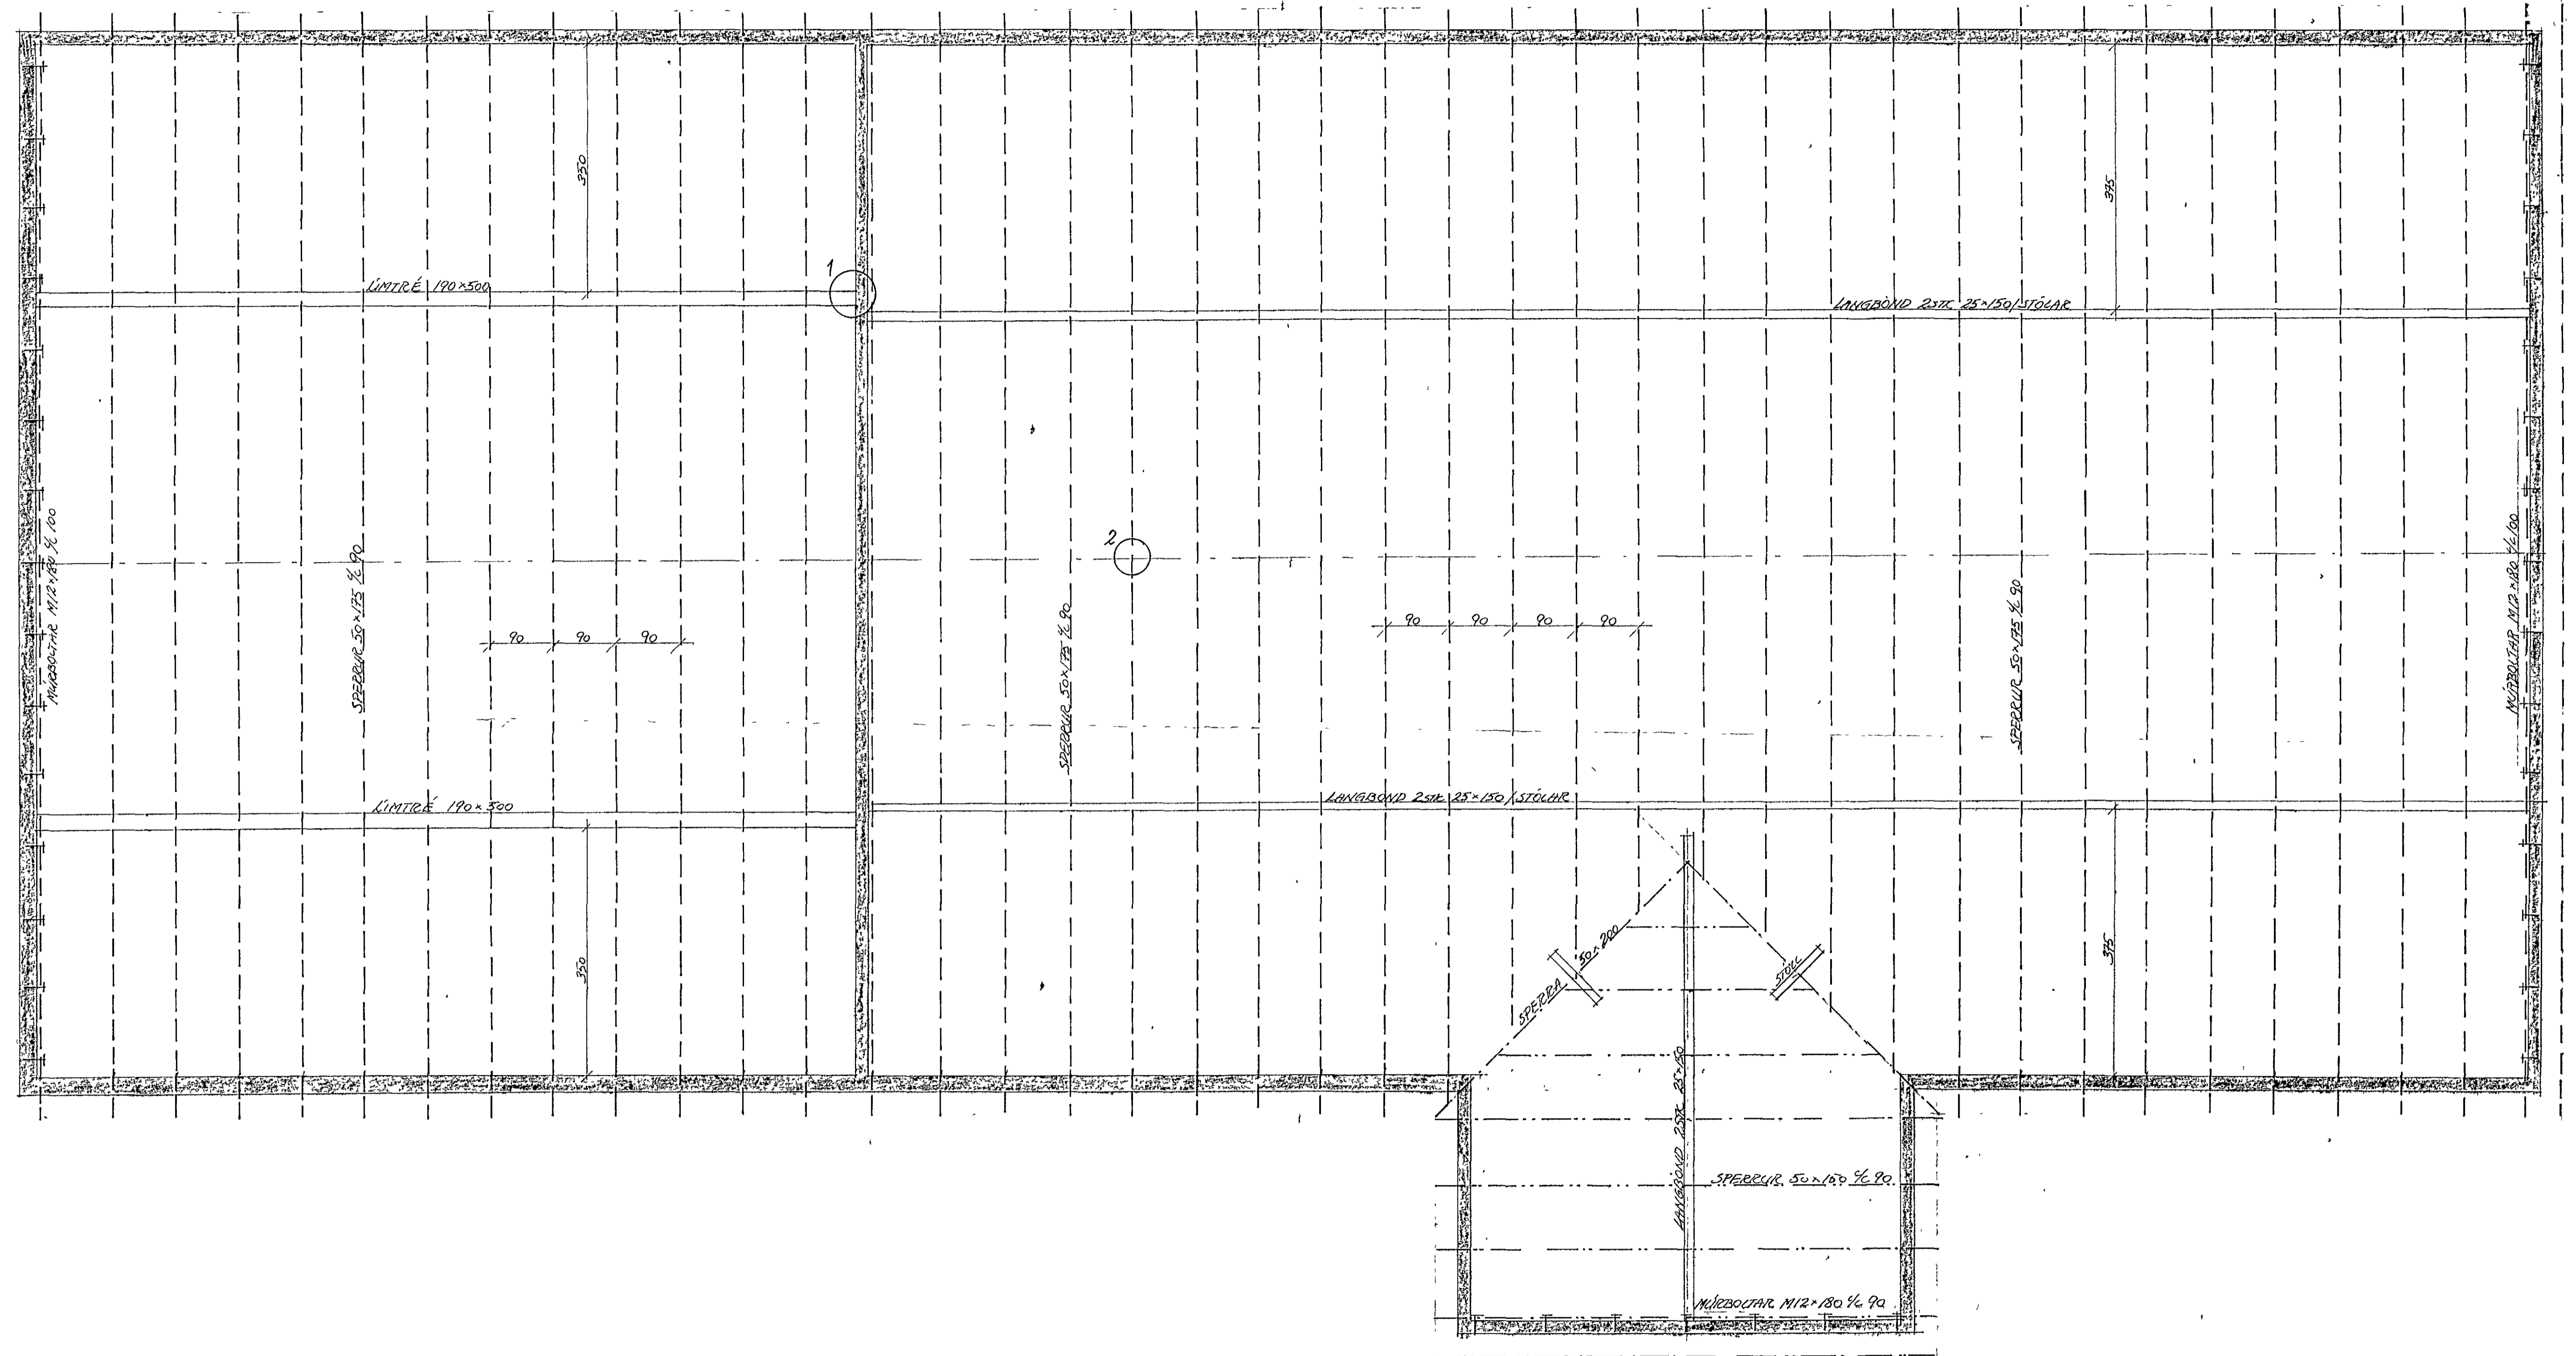 350
375
1
LÍMTRÉ 190×500
LANGBÖND 2STK 25×150/STÓLAR
MÚRBOLTAR M12×180 c/c 100
SPERRUR 50×175 c/c 90
2
SPERRUR 50×175 c/c 90
SPERRUR 50×175 c/c 90
MÚRBOLTAR M12×180 c/c 100
90 90 90
90 90 90 90
LÍMTRÉ 190×500
LANGBÖND 2STK 25×150/STÓLAR
350
375
SPERRA 50×200
STÓLL
LANGBÖND 2STK 25×150
SPERRUR 50×150 c/c 90
MÚRBOLTAR M12×180 c/c 90